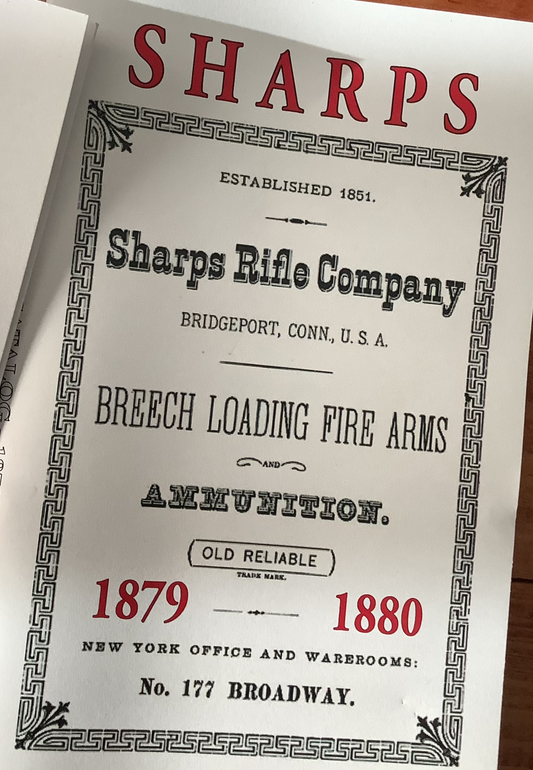 SHARPS
ESTABLISHED 1851.
Sharps Rifle Company
BRIDGEPORT, CONN., U. S. A.
BREECH LOADING FIRE ARMS
AND
AMMUNITION.
OLD RELIABLE
TRADE MARK.
1879 1880
NEW YORK OFFICE AND WAREROOMS:
No. 177 BROADWAY.